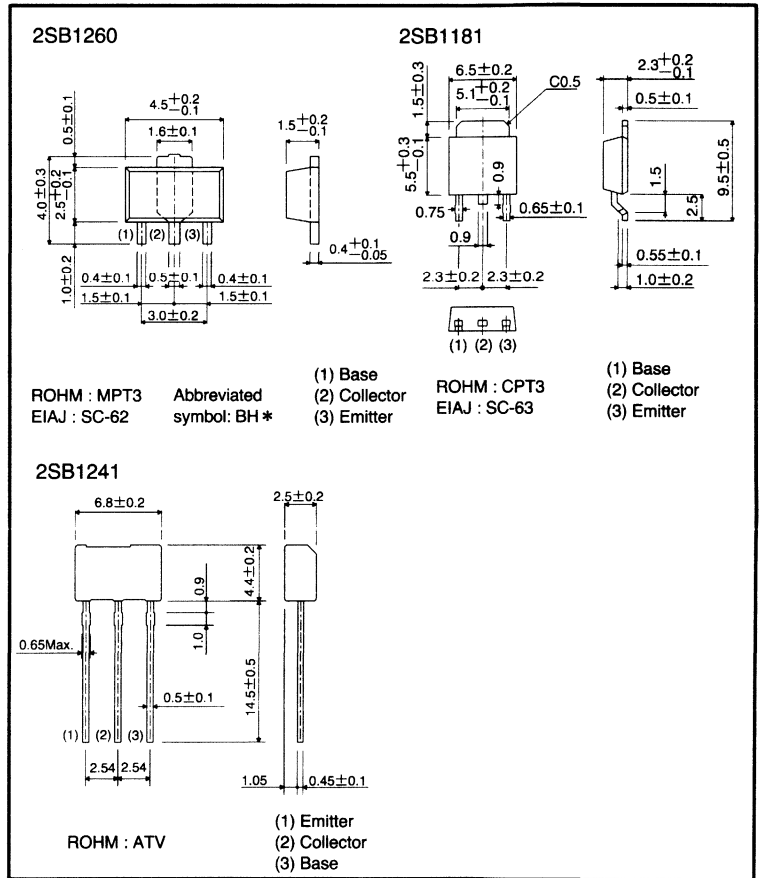 2SB1260
0.5±0.1
4.0±0.3
2.5+0.2-0.1
1.0±0.2
4.5+0.2-0.1
1.6±0.1
(1) (2) (3)
0.4±0.1 0.5±0.1 0.4±0.1
1.5±0.1 1.5±0.1
3.0±0.2
1.5+0.2-0.1
0.4+0.1-0.05
ROHM : MPT3
EIAJ : SC-62
Abbreviated
symbol: BH*
(1) Base
(2) Collector
(3) Emitter
2SB1181
6.5±0.2
5.1+0.2-0.1
C0.5
1.5±0.3
5.5+0.3-0.1
0.9
0.75
0.65±0.1
0.9
2.3±0.2 2.3±0.2
(1) (2) (3)
2.3+0.2-0.1
0.5±0.1
1.5
2.5
9.5±0.5
0.55±0.1
1.0±0.2
ROHM : CPT3
EIAJ : SC-63
(1) Base
(2) Collector
(3) Emitter
2SB1241
6.8±0.2
4.4±0.2
0.9
1.0
0.65Max.
14.5±0.5
0.5±0.1
(1) (2) (3)
2.54 2.54
2.5±0.2
1.05 0.45±0.1
ROHM : ATV
(1) Emitter
(2) Collector
(3) Base